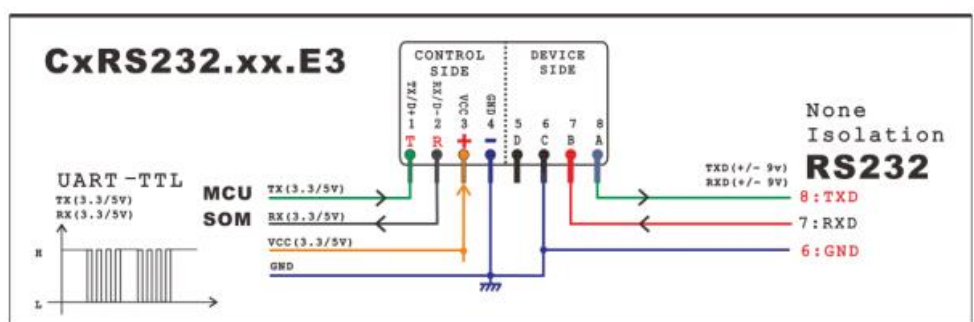 CxRS232.xx.E3
CONTROL SIDE
DEVICE SIDE
TX/D+
RX/D-
VCC
GND
1 2 3 4 5 6 7 8
T R + - D C B A
None
Isolation
RS232
TXD(+/- 9v)
RXD(+/- 9V)
8:TXD
7:RXD
6:GND
UART-TTL
TX(3.3/5V)
RX(3.3/5V)
H
L
MCU
SOM
TX(3.3/5V)
RX(3.3/5V)
VCC(3.3/5V)
GND